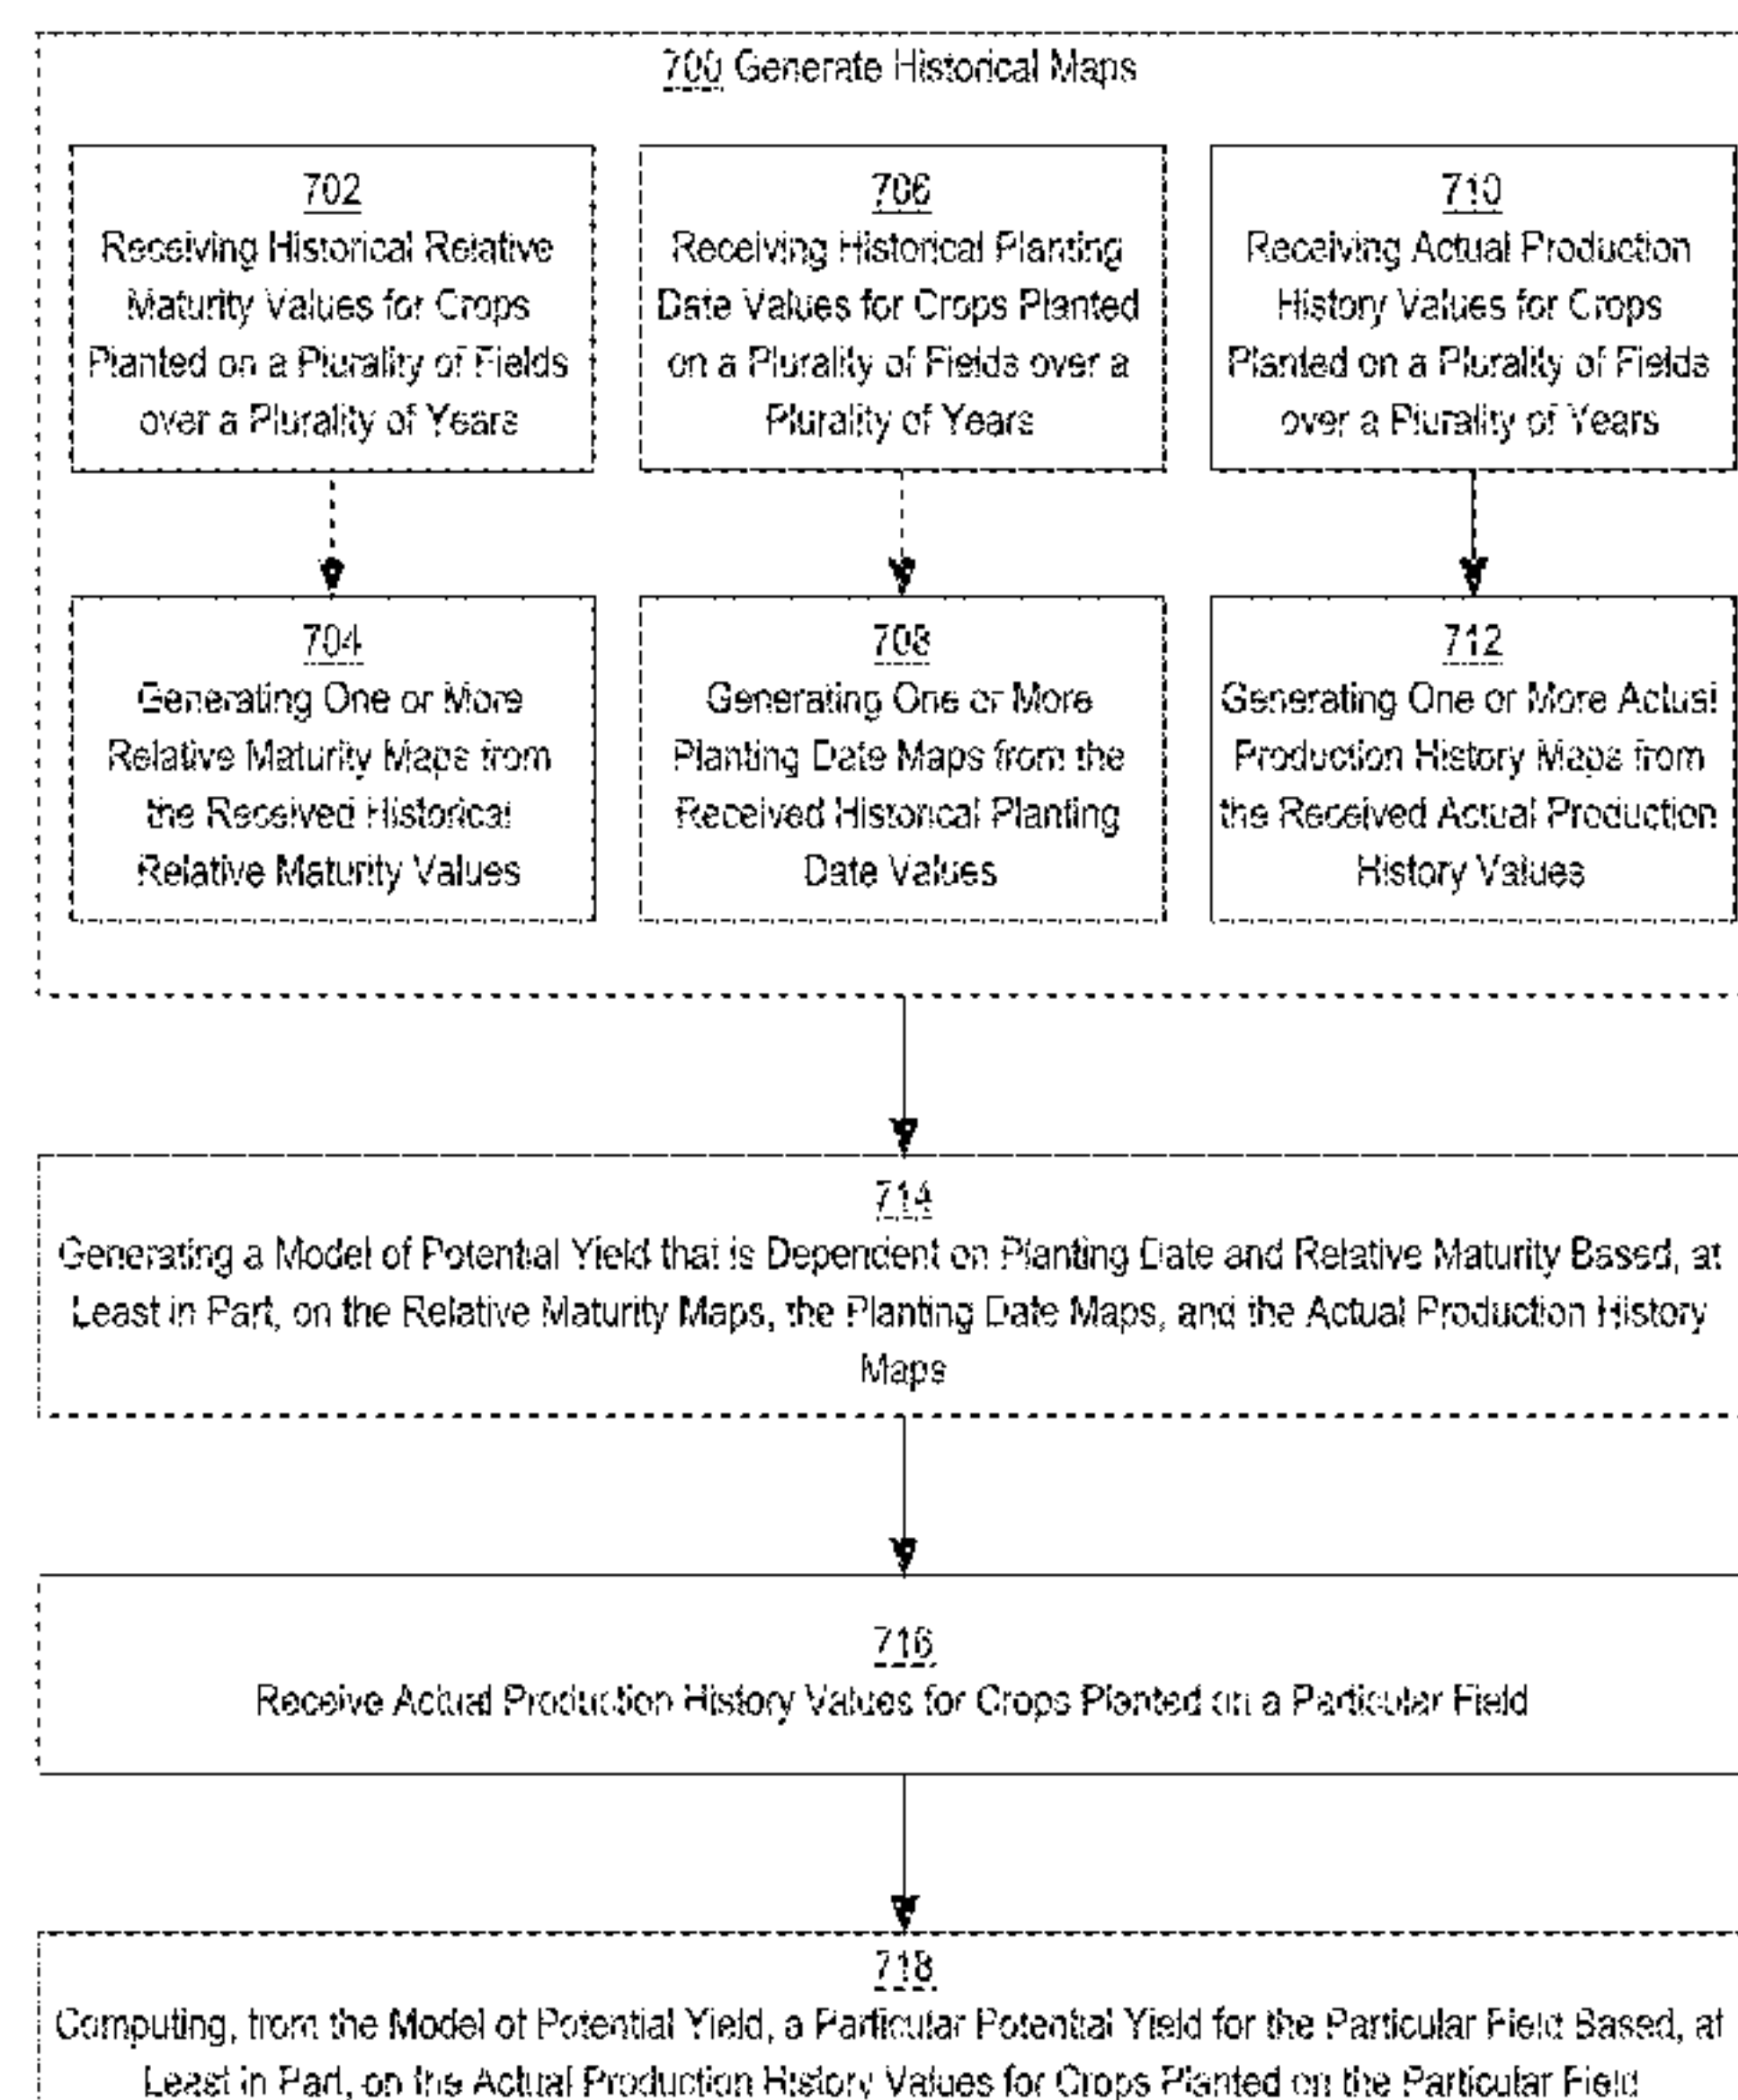 700 Generate Historical Maps
702
Receiving Historical Relative
Maturity Values for Crops
Planted on a Plurality of Fields
over a Plurality of Years
706
Receiving Historical Planting
Date Values for Crops Planted
on a Plurality of Fields over a
Plurality of Years
710
Receiving Actual Production
History Values for Crops
Planted on a Plurality of Fields
over a Plurality of Years
704
Generating One or More
Relative Maturity Maps from
the Received Historical
Relative Maturity Values
708
Generating One or More
Planting Date Maps from the
Received Historical Planting
Date Values
712
Generating One or More Actual
Production History Maps from
the Received Actual Production
History Values
714
Generating a Model of Potential Yield that is Dependent on Planting Date and Relative Maturity Based, at
Least in Part, on the Relative Maturity Maps, the Planting Date Maps, and the Actual Production History
Maps
716
Receive Actual Production History Values for Crops Planted on a Particular Field
718
Computing, from the Model of Potential Yield, a Particular Potential Yield for the Particular Field Based, at
Least in Part, on the Actual Production History Values for Crops Planted on the Particular Field